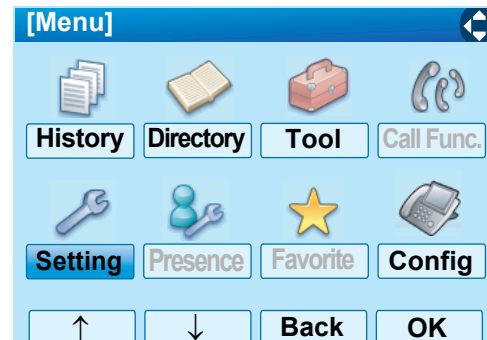 [Menu]
History Directory Tool Call Func.
Setting Presence Favorite Config
↑ ↓ Back OK